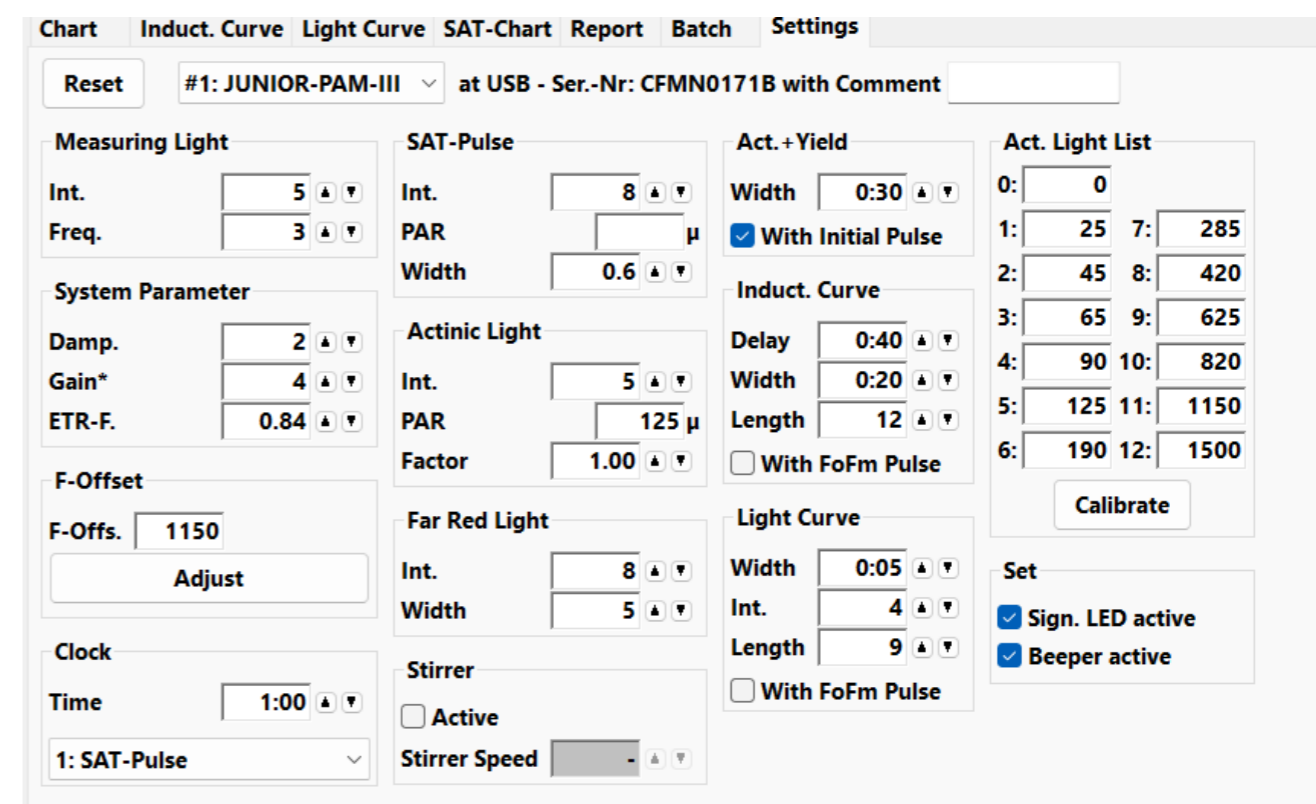 Chart Induct. Curve Light Curve SAT-Chart Report Batch Settings
Reset #1: JUNIOR-PAM-III at USB - Ser.-Nr: CFMN0171B with Comment
Measuring Light
Int. 5
Freq. 3
System Parameter
Damp. 2
Gain* 4
ETR-F. 0.84
F-Offset
F-Offs. 1150
Adjust
Clock
Time 1:00
1: SAT-Pulse
SAT-Pulse
Int. 8
PAR µ
Width 0.6
Actinic Light
Int. 5
PAR 125 µ
Factor 1.00
Far Red Light
Int. 8
Width 5
Stirrer
Active
Stirrer Speed -
Act.+Yield
Width 0:30
With Initial Pulse
Induct. Curve
Delay 0:40
Width 0:20
Length 12
With FoFm Pulse
Light Curve
Width 0:05
Int. 4
Length 9
With FoFm Pulse
Act. Light List
0: 0
1: 25 7: 285
2: 45 8: 420
3: 65 9: 625
4: 90 10: 820
5: 125 11: 1150
6: 190 12: 1500
Calibrate
Set
Sign. LED active
Beeper active